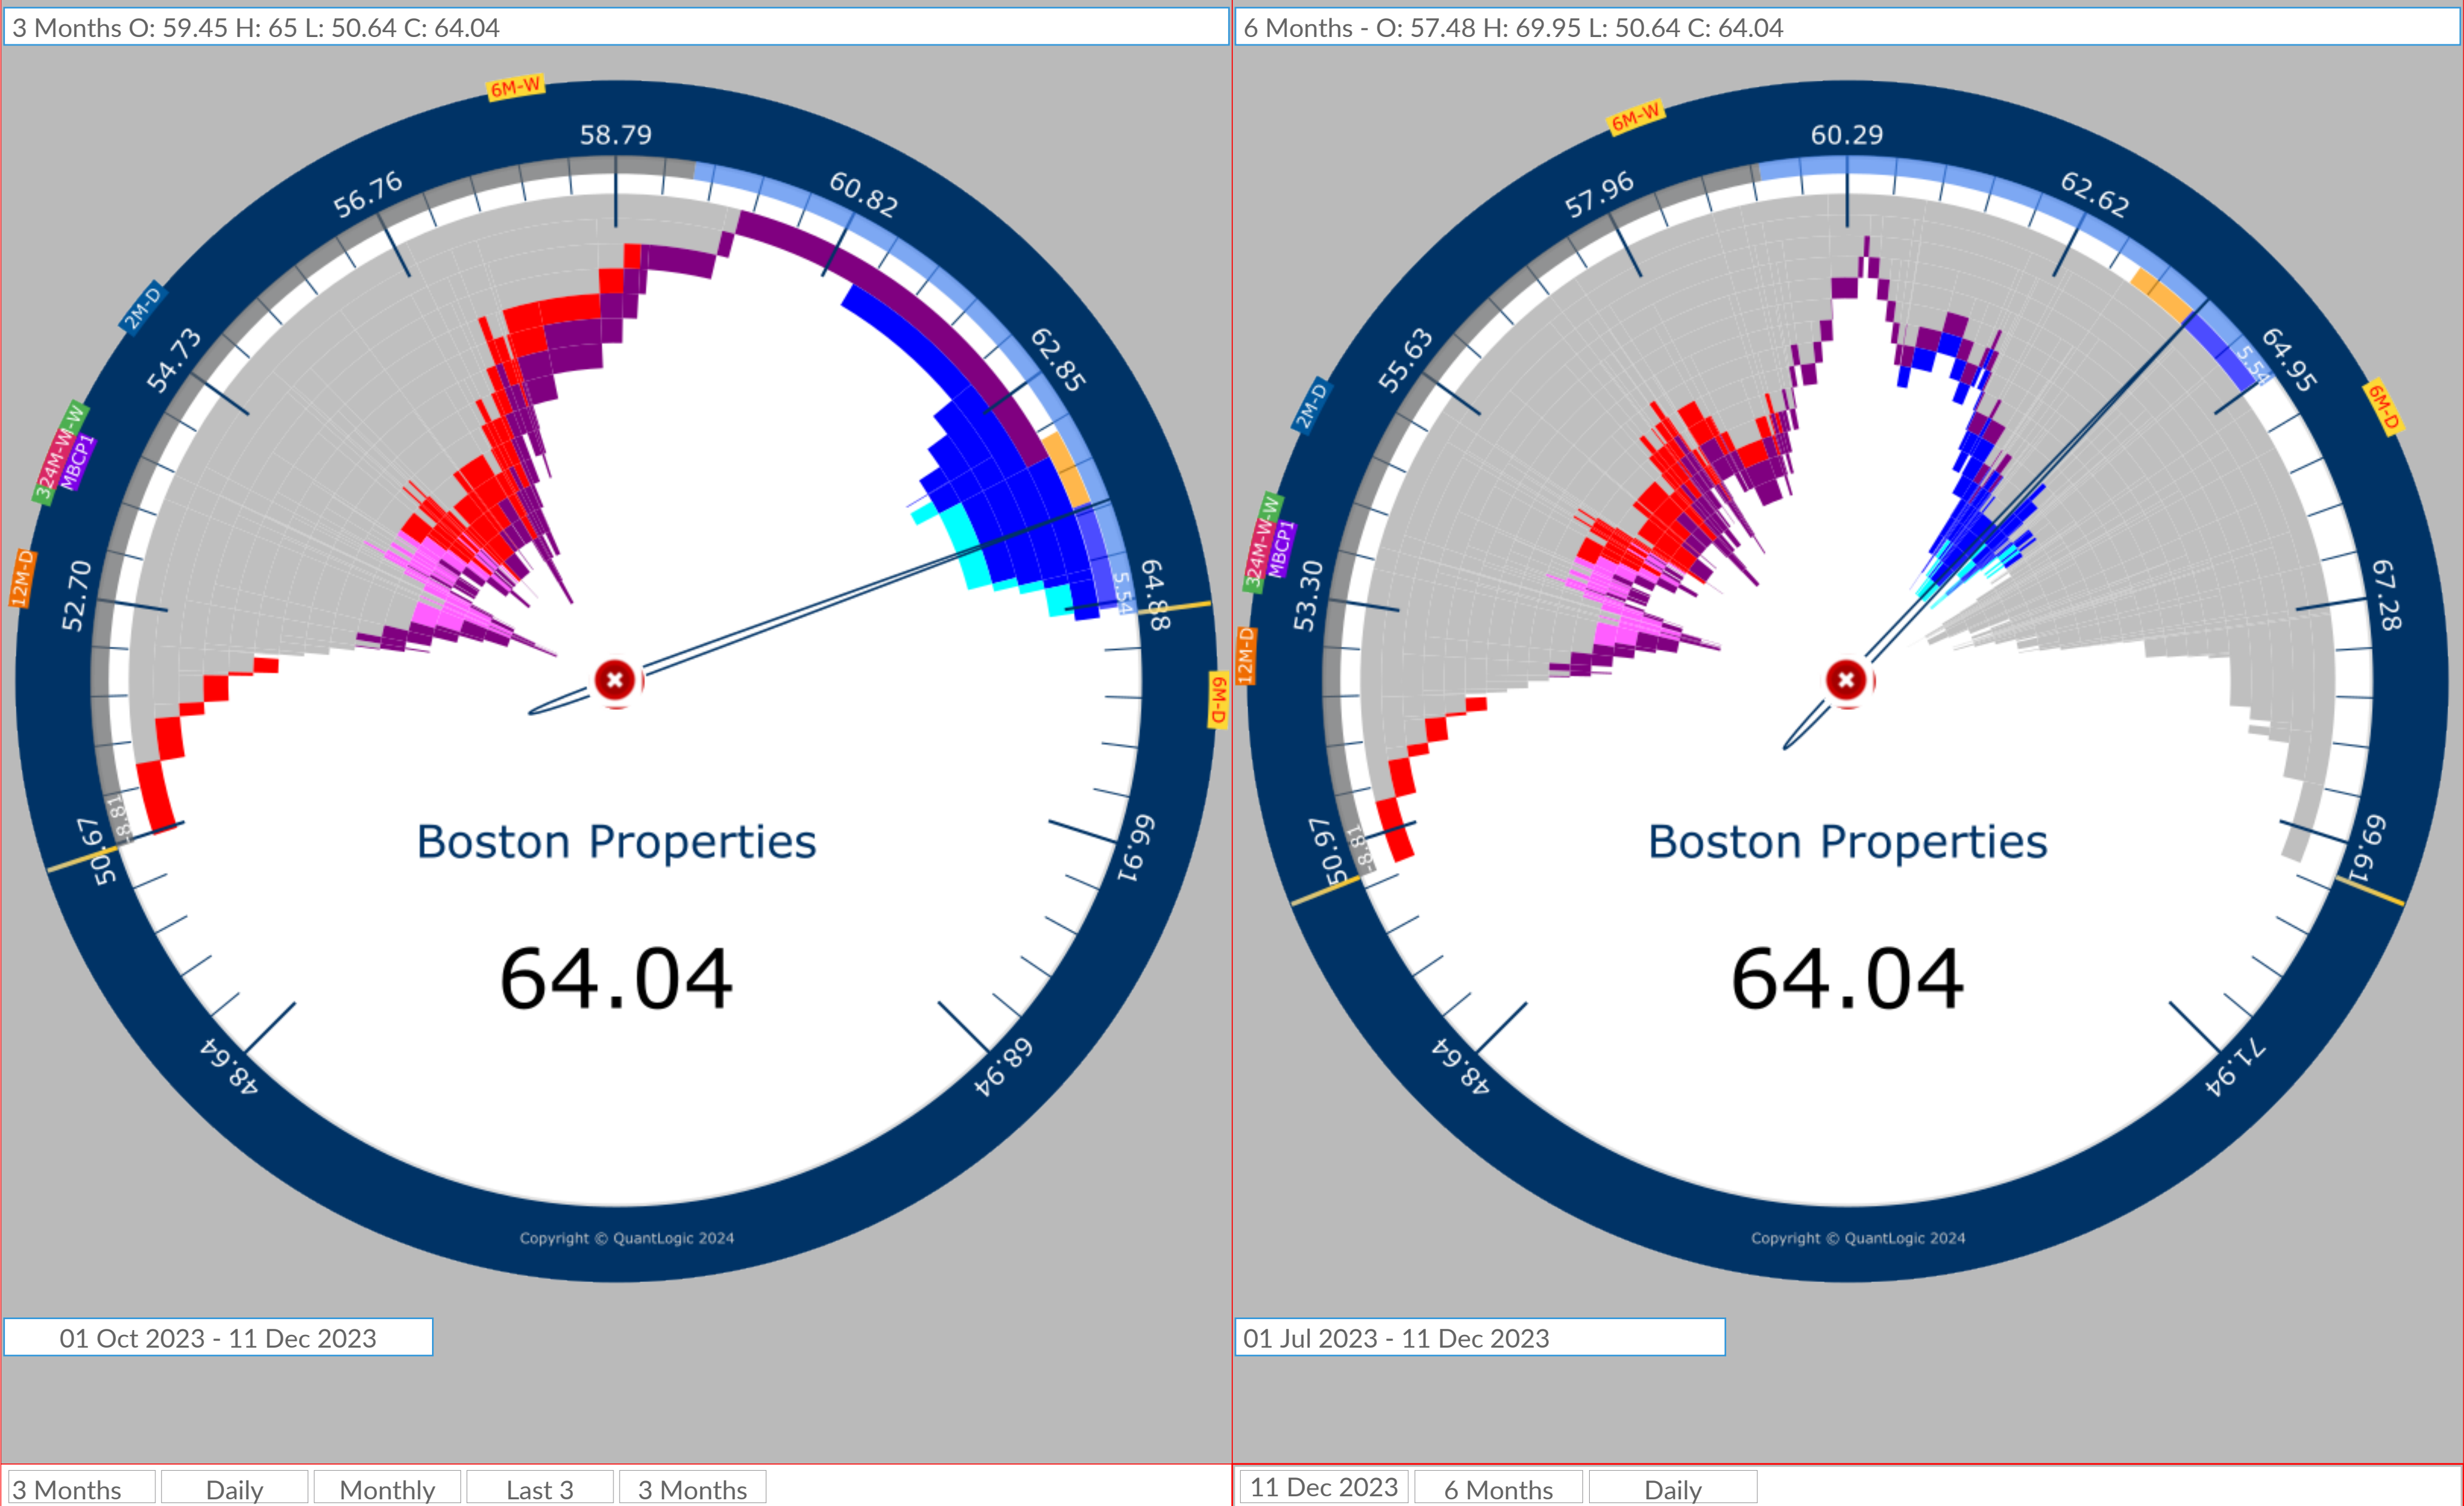 3 Months O: 59.45 H: 65 L: 50.64 C: 64.04
6M-W
58.79
56.76
60.82
2M-D
54.73
62.85
324M-W-W
MBCP1
12M-D
52.70
64.88
5.54
6M-D
-8.81
50.67
66.91
Boston Properties
64.04
48.64
68.94
Copyright © QuantLogic 2024
01 Oct 2023 - 11 Dec 2023
3 Months
Daily
Monthly
Last 3
3 Months
6 Months - O: 57.48 H: 69.95 L: 50.64 C: 64.04
6M-W
60.29
57.96
62.62
55.63
64.95
5.54
2M-D
6M-D
324M-W-W
MBCP1
53.30
67.28
12M-D
-8.81
50.97
69.61
Boston Properties
64.04
48.64
71.94
Copyright © QuantLogic 2024
01 Jul 2023 - 11 Dec 2023
11 Dec 2023
6 Months
Daily